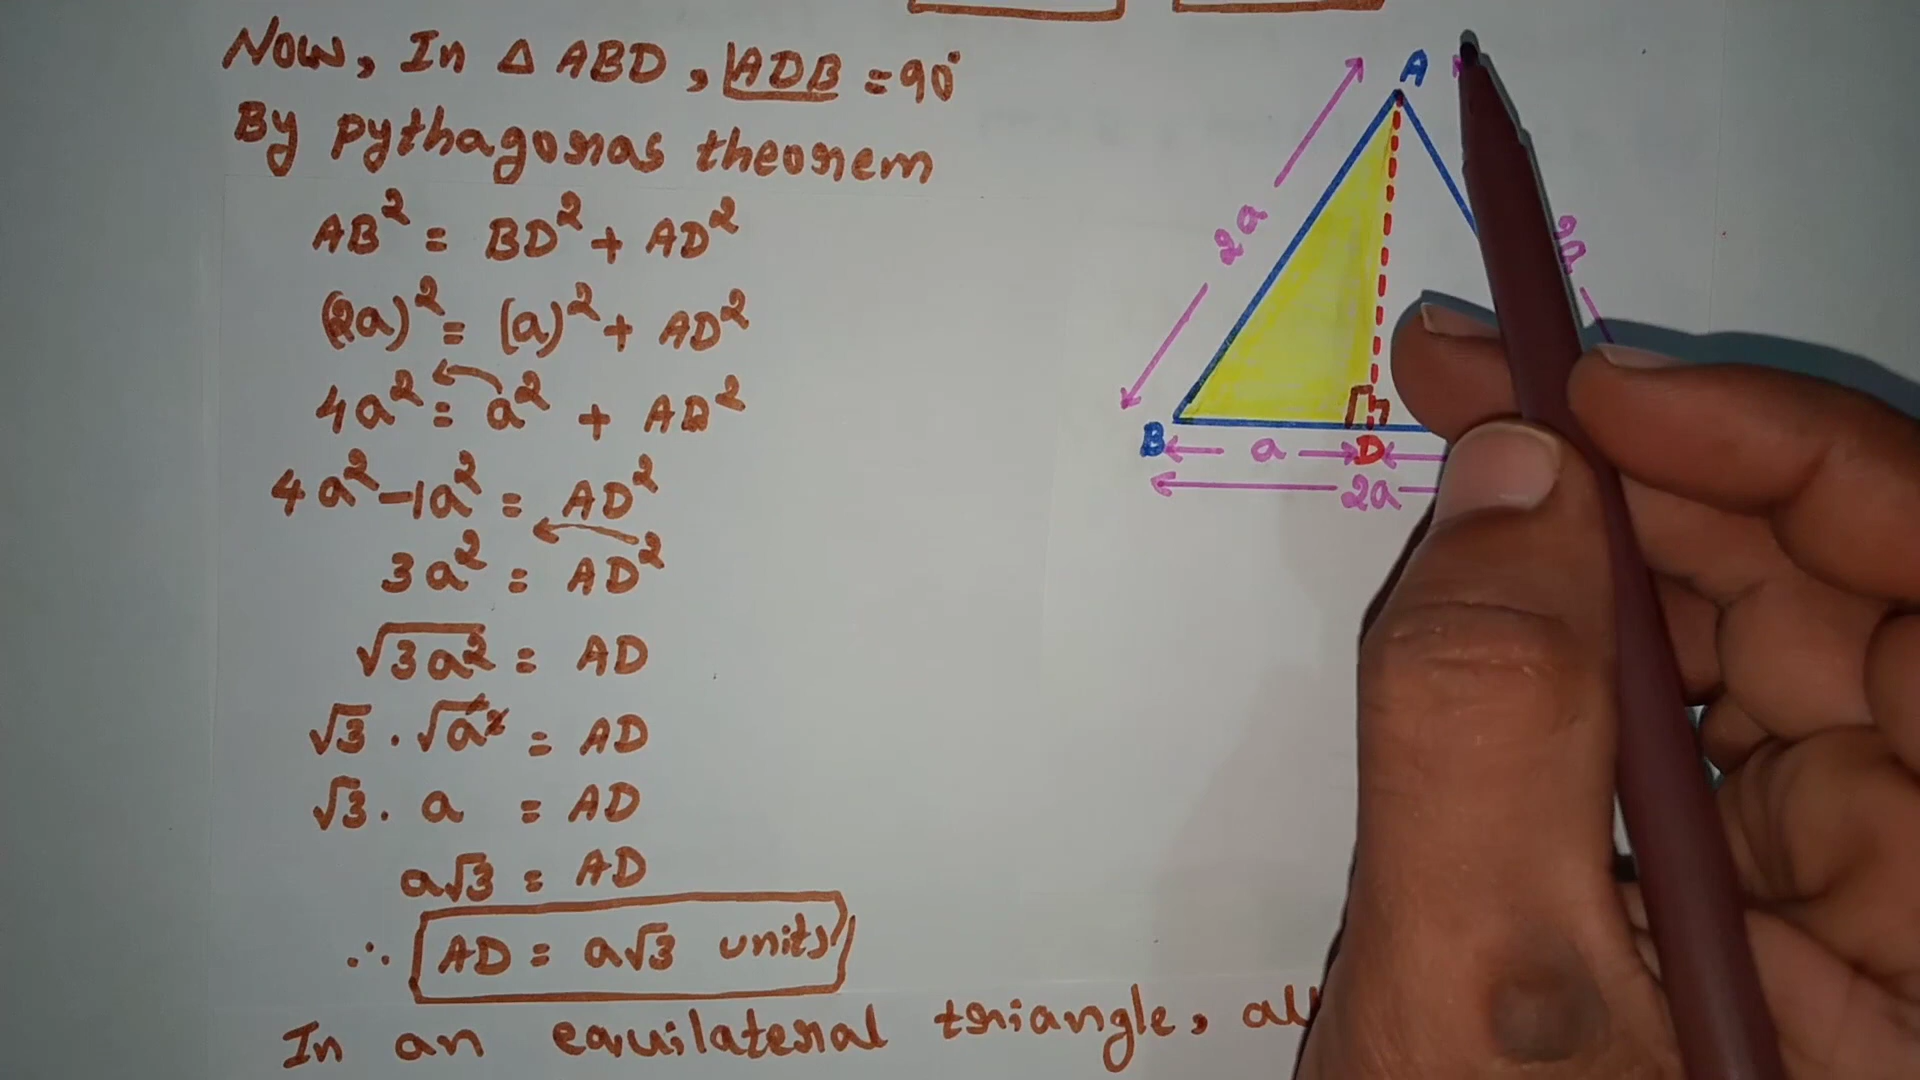 Now, In △ ABD, ∠ADB = 90°
By pythagoras theorem
AB² = BD² + AD²
(2a)² = (a)² + AD²
4a² = a² + AD²
4a² - 1a² = AD²
3a² = AD²
√3a² = AD
√3 . √a² = AD
√3 . a = AD
a√3 = AD
∴ AD = a√3 units
In an equilateral triangle, all
A
2a
2a
B
a
D
2a